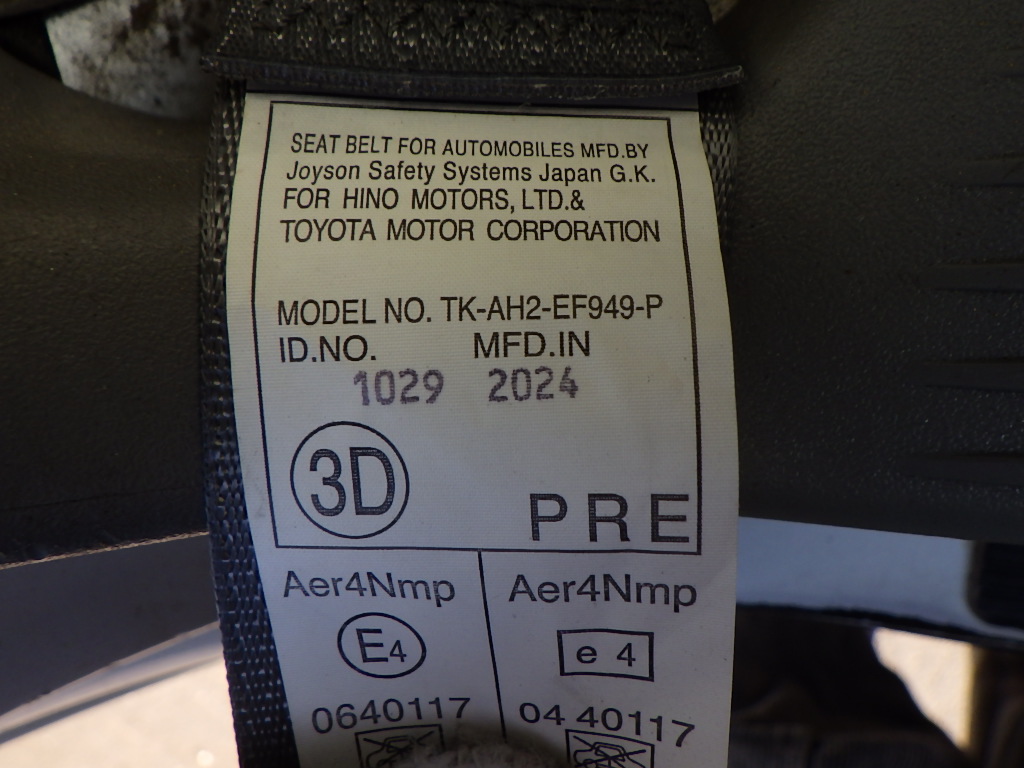 SEAT BELT FOR AUTOMOBILES MFD.BY
Joyson Safety Systems Japan G.K.
FOR HINO MOTORS, LTD.&
TOYOTA MOTOR CORPORATION
MODEL NO. TK-AH2-EF949-P
ID.NO. MFD.IN
1029 2024
3D
PRE
Aer4Nmp Aer4Nmp
E4 e 4
0640117 04 40117